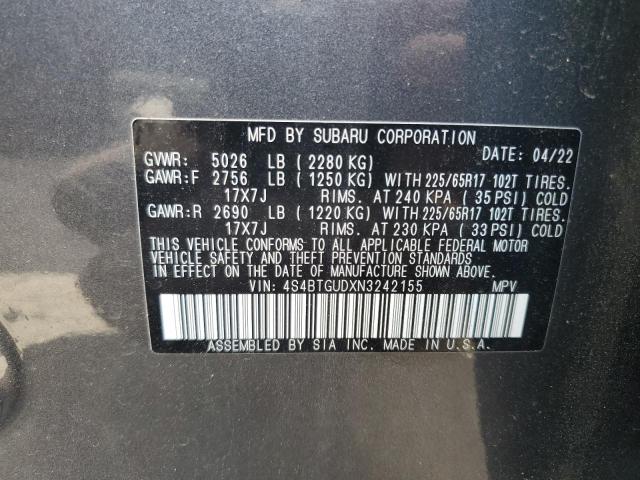 MFD BY SUBARU CORPORATION
GVWR: 5026 LB (2280 KG) DATE: 04/22
GAWR:F 2756 LB ( 1250 KG) WITH 225/65R17 102T TIRES.
17X7J RIMS. AT 240 KPA ( 35 PSI) COLD
GAWR:R 2690 LB ( 1220 KG) WITH 225/65R17 102T TIRES.
17X7J RIMS. AT 230 KPA ( 33 PSI) COLD
THIS VEHICLE CONFORMS TO ALL APPLICABLE FEDERAL MOTOR
VEHICLE SAFETY AND THEFT PREVENTION STANDARDS IN
EFFECT ON THE DATE OF MANUFACTURE SHOWN ABOVE.
VIN: 4S4BTGUDXN3242155 MPV
ASSEMBLED BY SIA INC. MADE IN U.S.A.